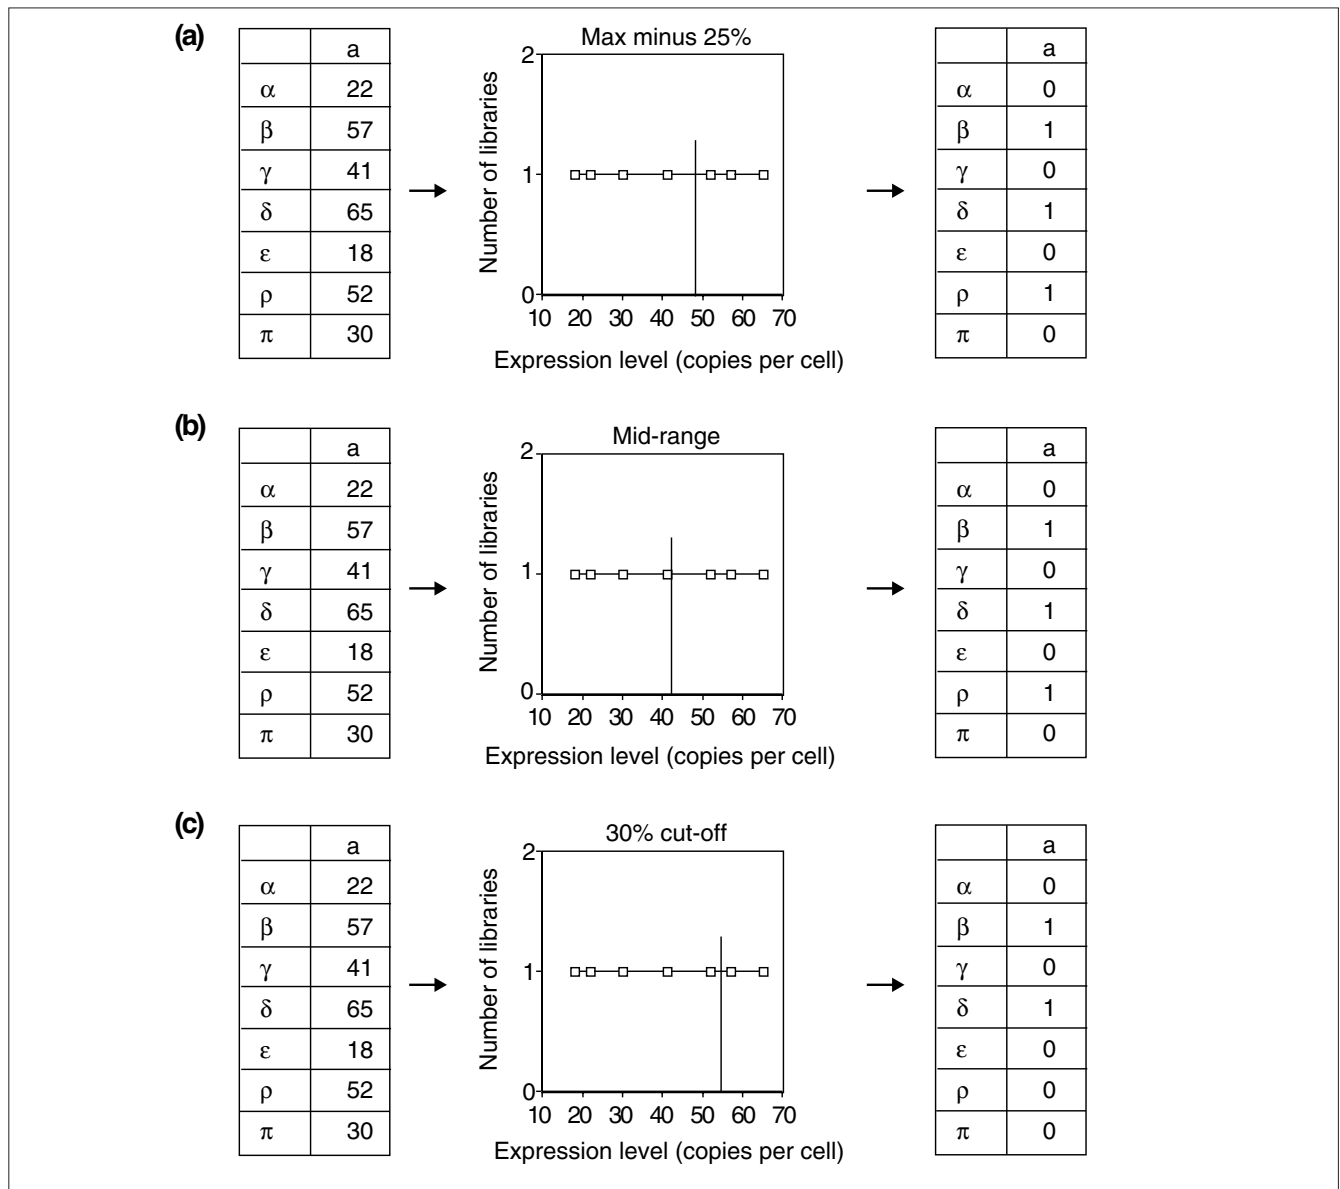 (a)
a
α 22
β 57
γ 41
δ 65
ε 18
ρ 52
π 30
Max minus 25%
Number of libraries
2
1
0
10 20 30 40 50 60 70
Expression level (copies per cell)
a
α 0
β 1
γ 0
δ 1
ε 0
ρ 1
π 0
(b)
a
α 22
β 57
γ 41
δ 65
ε 18
ρ 52
π 30
Mid-range
Number of libraries
2
1
0
10 20 30 40 50 60 70
Expression level (copies per cell)
a
α 0
β 1
γ 0
δ 1
ε 0
ρ 1
π 0
(c)
a
α 22
β 57
γ 41
δ 65
ε 18
ρ 52
π 30
30% cut-off
Number of libraries
2
1
0
10 20 30 40 50 60 70
Expression level (copies per cell)
a
α 0
β 1
γ 0
δ 1
ε 0
ρ 0
π 0